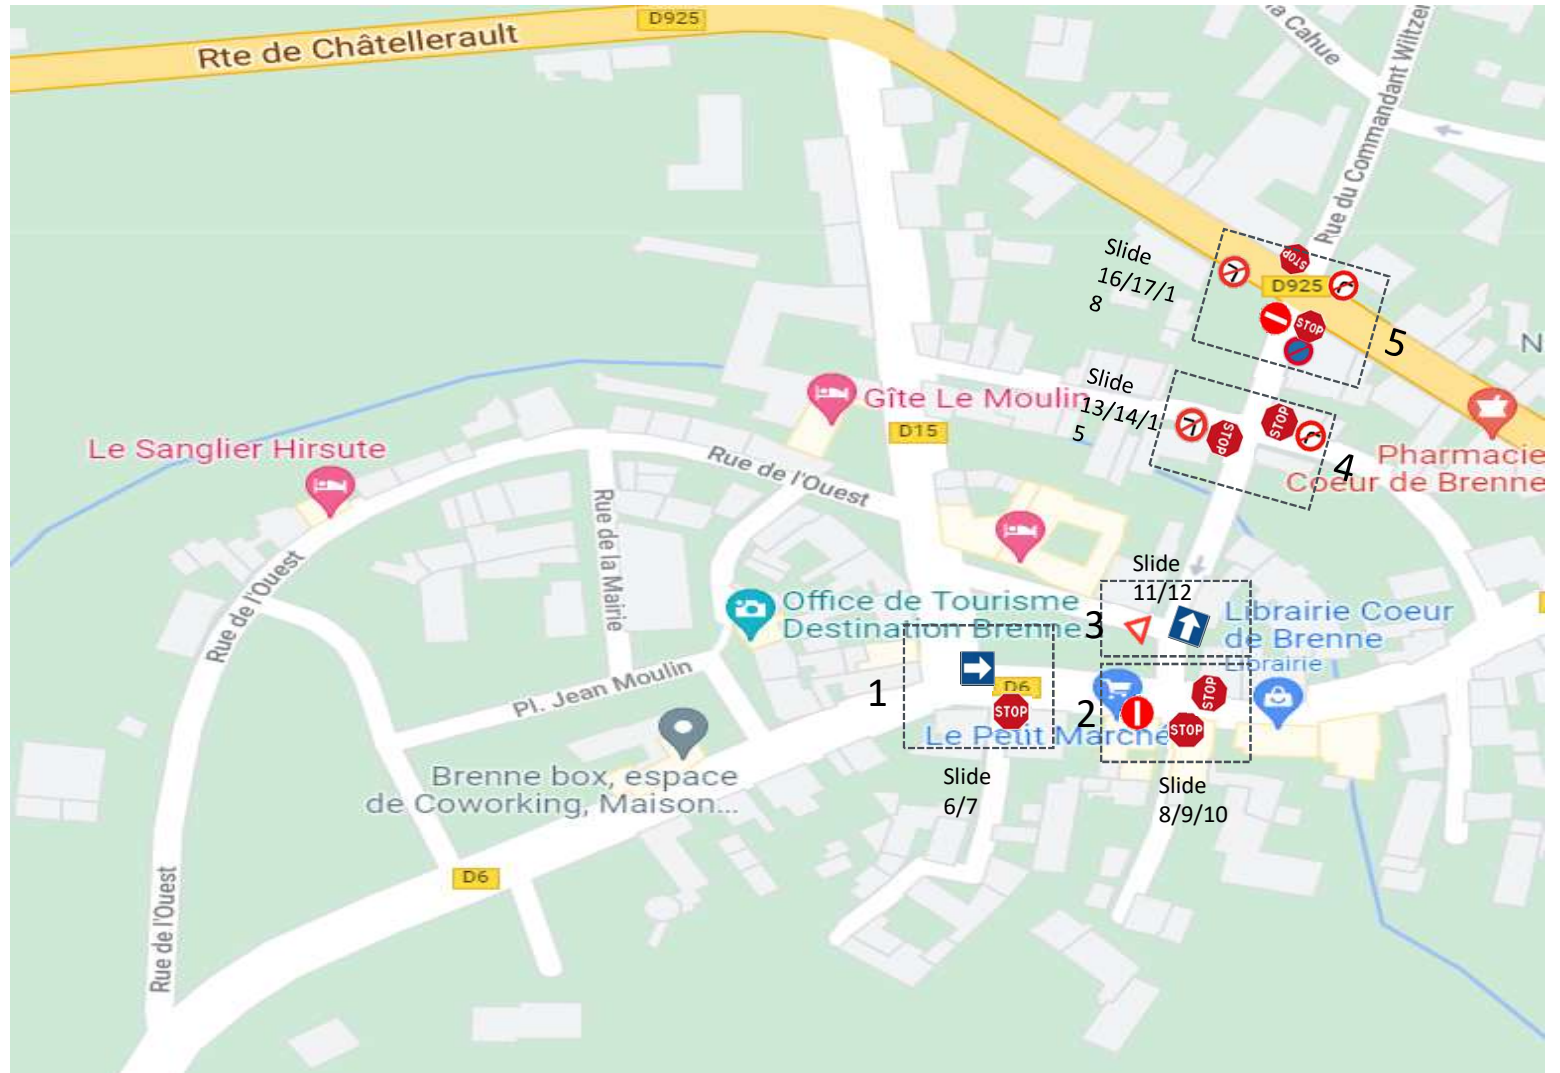 D925
Rte de Châtellerault
la Cahue
Rue du Commandant Wiltzer
Slide
16/17/1
8
STOP
D925
STOP
5
N
Slide
13/14/1
5
STOP
STOP
4
Gîte Le Moulin
D15
Pharmacie
Coeur de Brenne
Le Sanglier Hirsute
Rue de l'Ouest
Rue de la Mairie
Rue de l'Ouest
Slide
11/12
3
Office de Tourisme
Destination Brenne
Librairie Coeur
de Brenne
Librairie
Pl. Jean Moulin
1
D6
STOP
2
STOP
STOP
Le Petit Marché
Brenne box, espace
de Coworking, Maison...
Slide
6/7
Slide
8/9/10
D6
Rue de l'Ouest